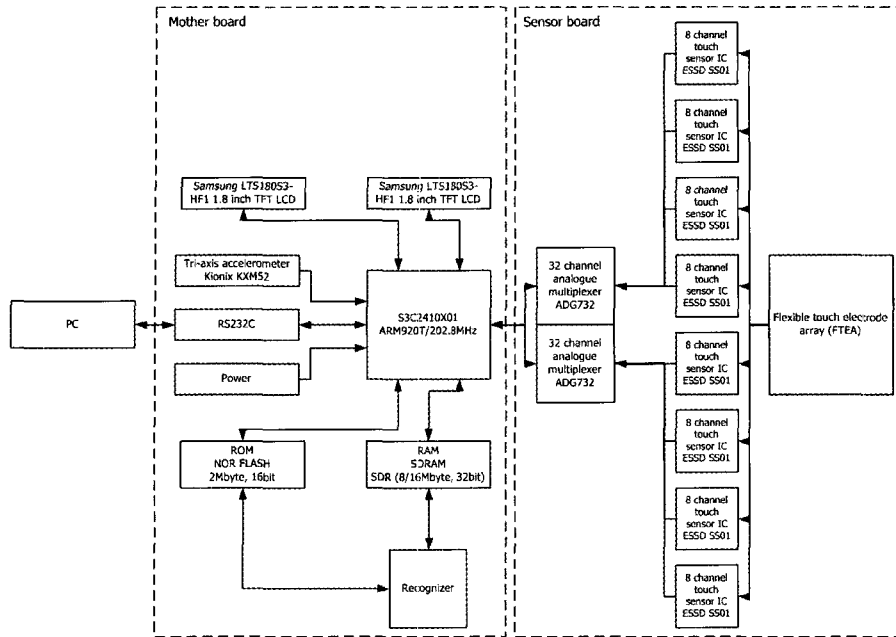 Mother board
Sensor board
Samsung LTS180S3-
HF1 1.8 inch TFT LCD
Samsung LTS180S3-
HF1 1.8 inch TFT LCD
Tri-axis accelerometer
Kionix KXM52
PC
RS232C
Power
S3C2410X01
ARM920T/202.8MHz
ROM
NOR FLASH
2Mbyte, 16bit
RAM
SDRAM
SDR (8/16Mbyte, 32bit)
Recognizer
32 channel
analogue
multiplexer
ADG732
32 channel
analogue
multiplexer
ADG732
8 channel
touch
sensor IC
ESSD SS01
8 channel
touch
sensor IC
ESSD SS01
8 channel
touch
sensor IC
ESSD SS01
8 channel
touch
sensor IC
ESSD SS01
8 channel
touch
sensor IC
ESSD SS01
8 channel
touch
sensor IC
ESSD SS01
8 channel
touch
sensor IC
ESSD SS01
8 channel
touch
sensor IC
ESSD SS01
Flexible touch electrode
array (FTEA)